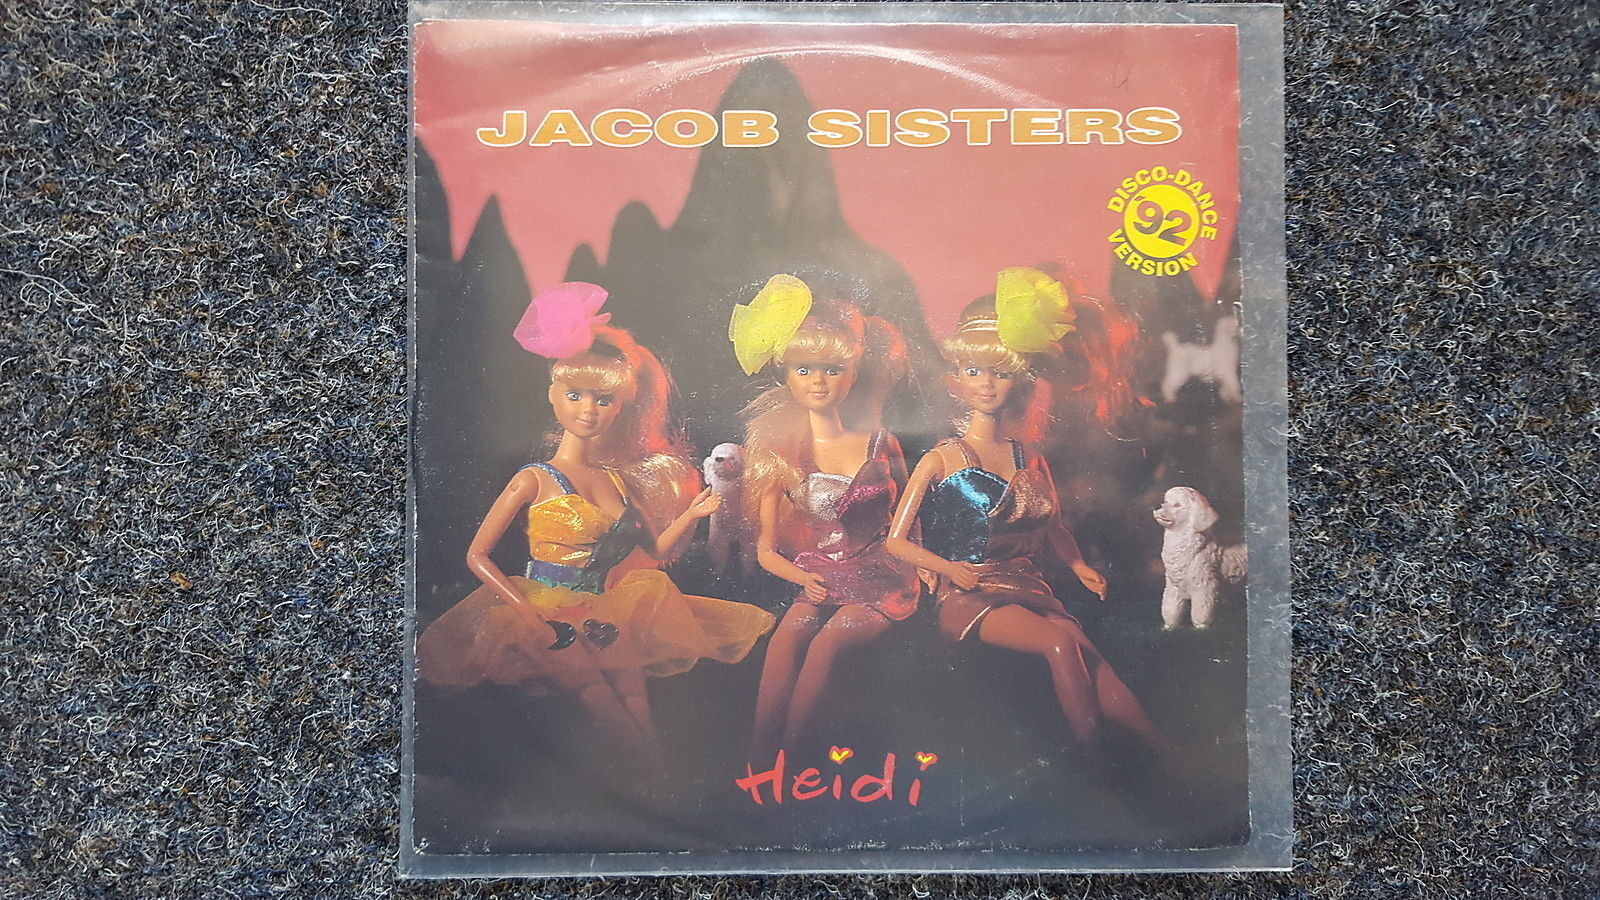 JACOB SISTERS
DISCO-DANCE
'92
VERSION
Heidi